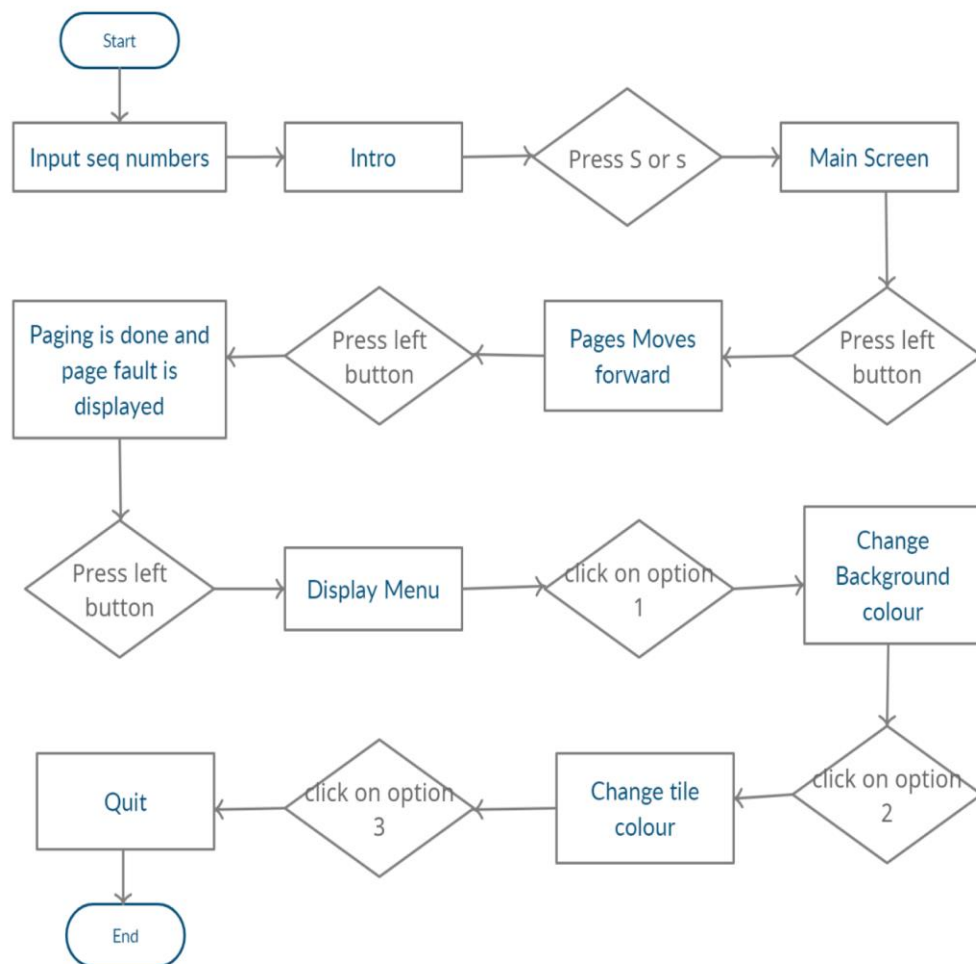 Start
Input seq numbers
Intro
Press S or s
Main Screen
Press left
button
Pages Moves
forward
Press left
button
Paging is done and
page fault is
displayed
Press left
button
Display Menu
click on option
1
Change
Background
colour
click on option
2
Change tile
colour
click on option
3
Quit
End